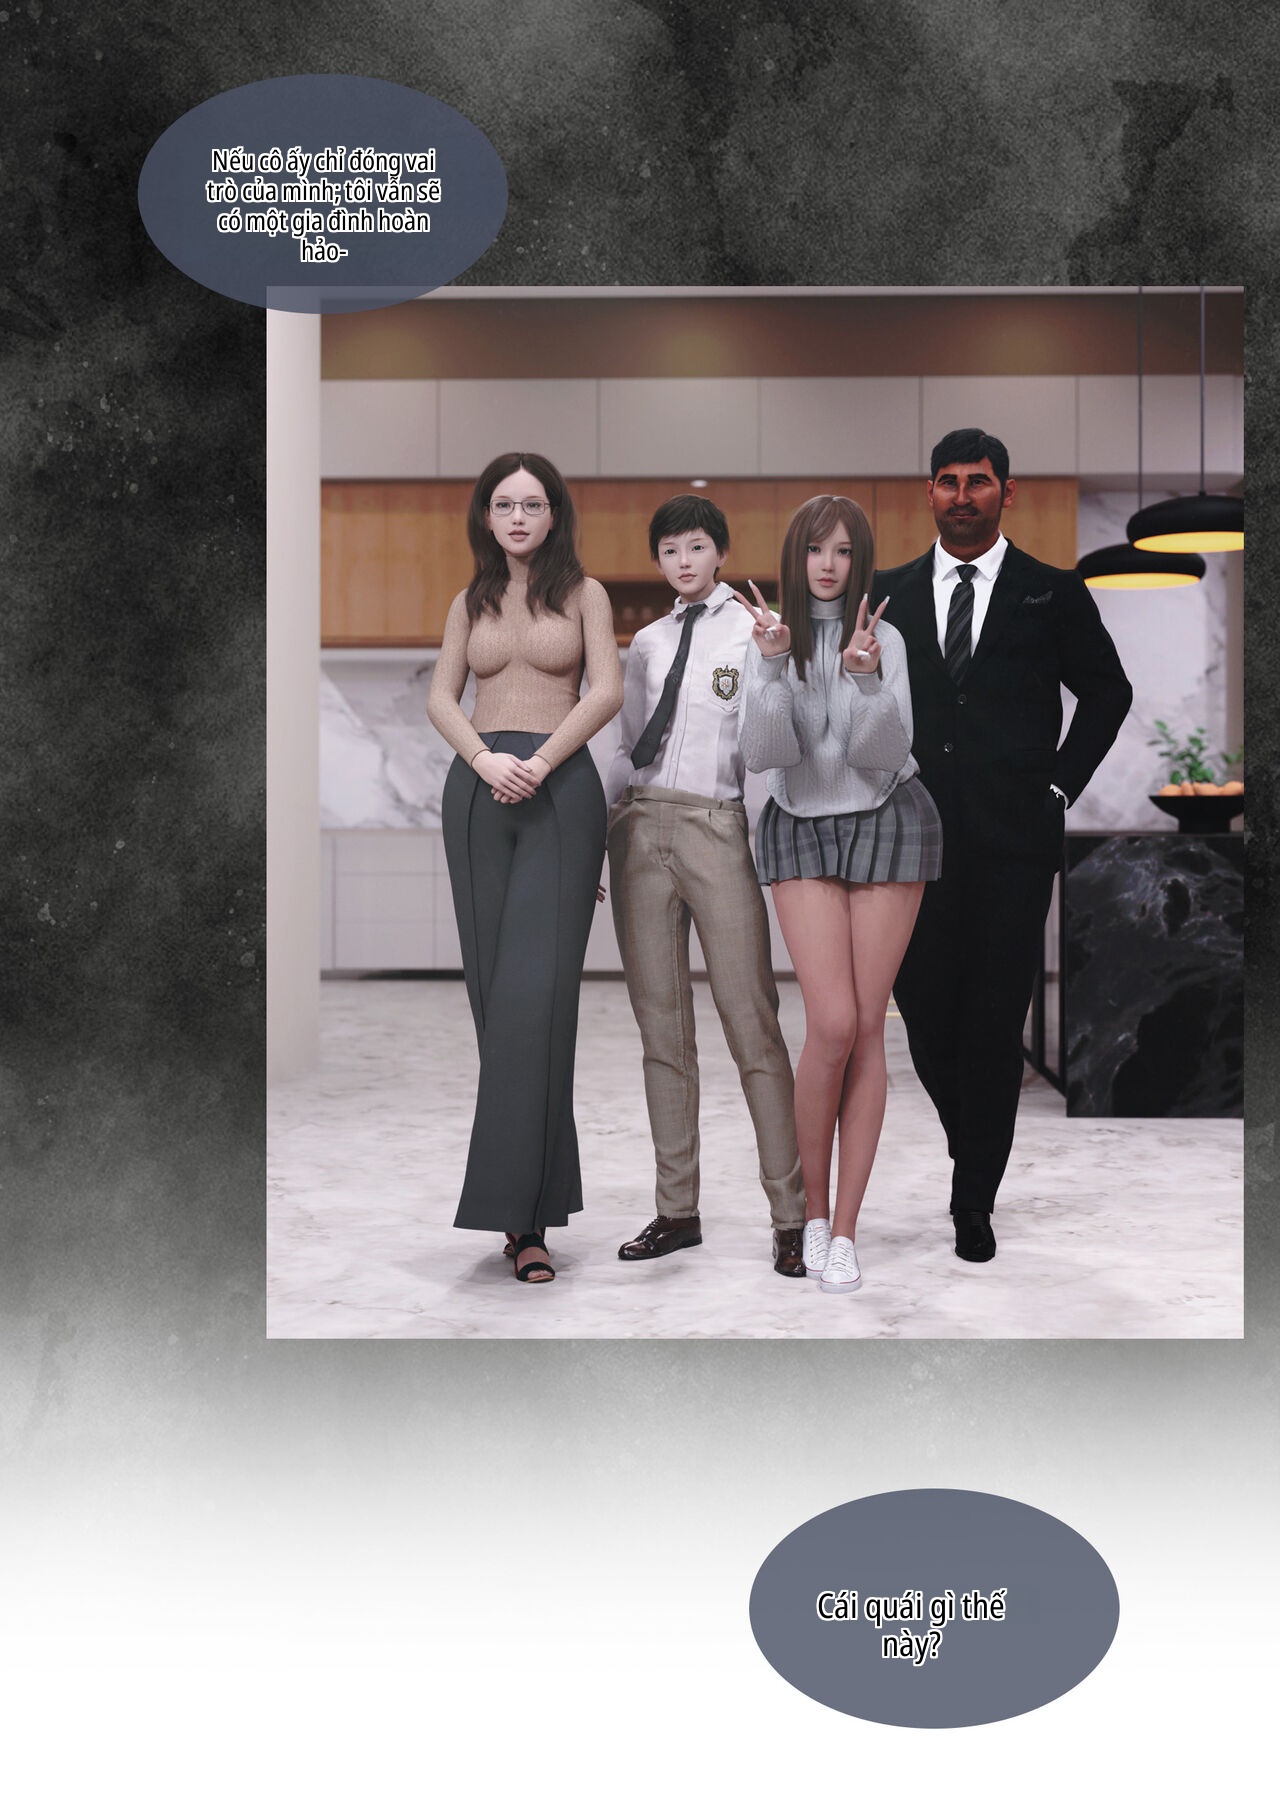 Nếu cô ấy chỉ đóng vai
trò của mình; tôi vẫn sẽ
có một gia đình hoàn
hảo-
Cái quái gì thế
này?